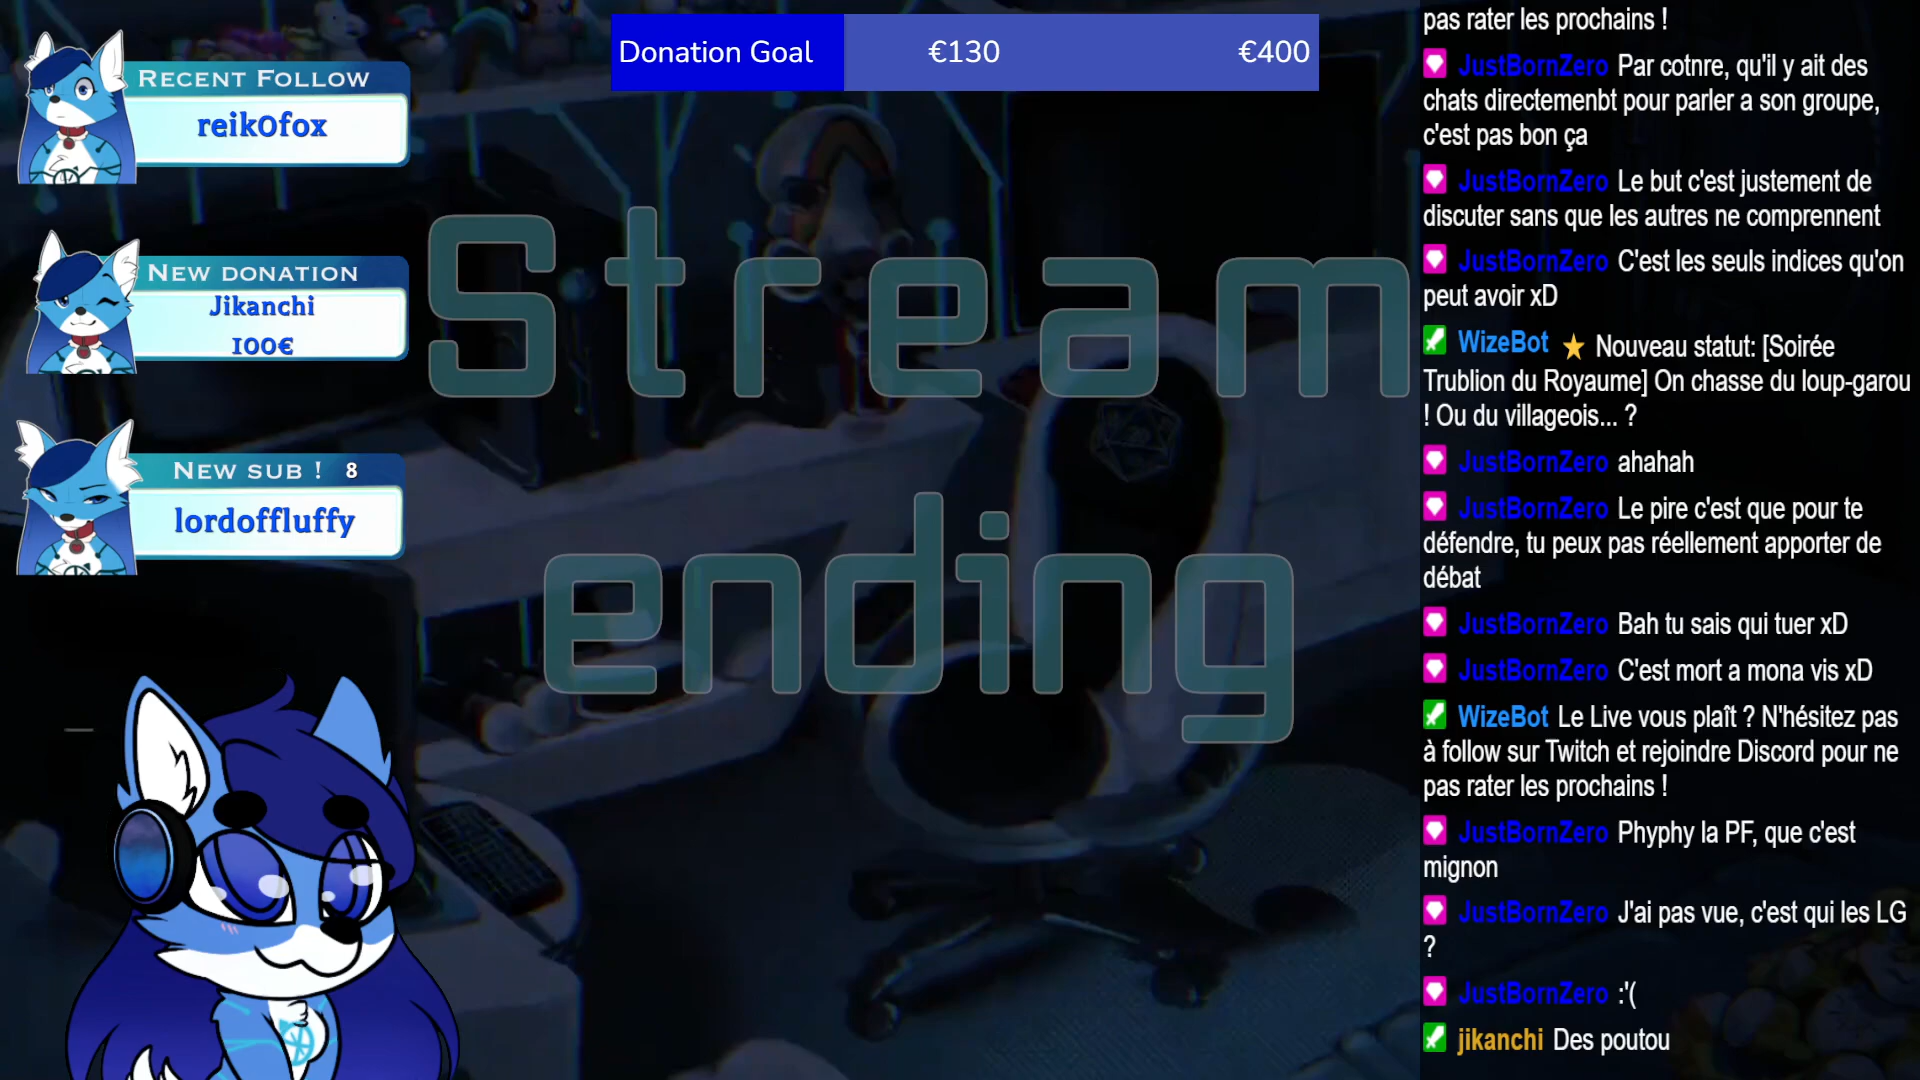 Donation Goal €130 €400
RECENT FOLLOW
reik0fox
NEW DONATION
Jikanchi
100€
NEW SUB ! 8
lordoffluffy
Stream
ending
pas rater les prochains !
JustBornZero Par cotnre, qu'il y ait des
chats directemenbt pour parler a son groupe,
c'est pas bon ça
JustBornZero Le but c'est justement de
discuter sans que les autres ne comprennent
JustBornZero C'est les seuls indices qu'on
peut avoir xD
WizeBot ⭐ Nouveau statut: [Soirée
Trublion du Royaume] On chasse du loup-garou
! Ou du villageois... ?
JustBornZero ahahah
JustBornZero Le pire c'est que pour te
défendre, tu peux pas réellement apporter de
débat
JustBornZero Bah tu sais qui tuer xD
JustBornZero C'est mort a mona vis xD
WizeBot Le Live vous plaît ? N'hésitez pas
à follow sur Twitch et rejoindre Discord pour ne
pas rater les prochains !
JustBornZero Phyphy la PF, que c'est
mignon
JustBornZero J'ai pas vue, c'est qui les LG
?
JustBornZero :'(
jikanchi Des poutou